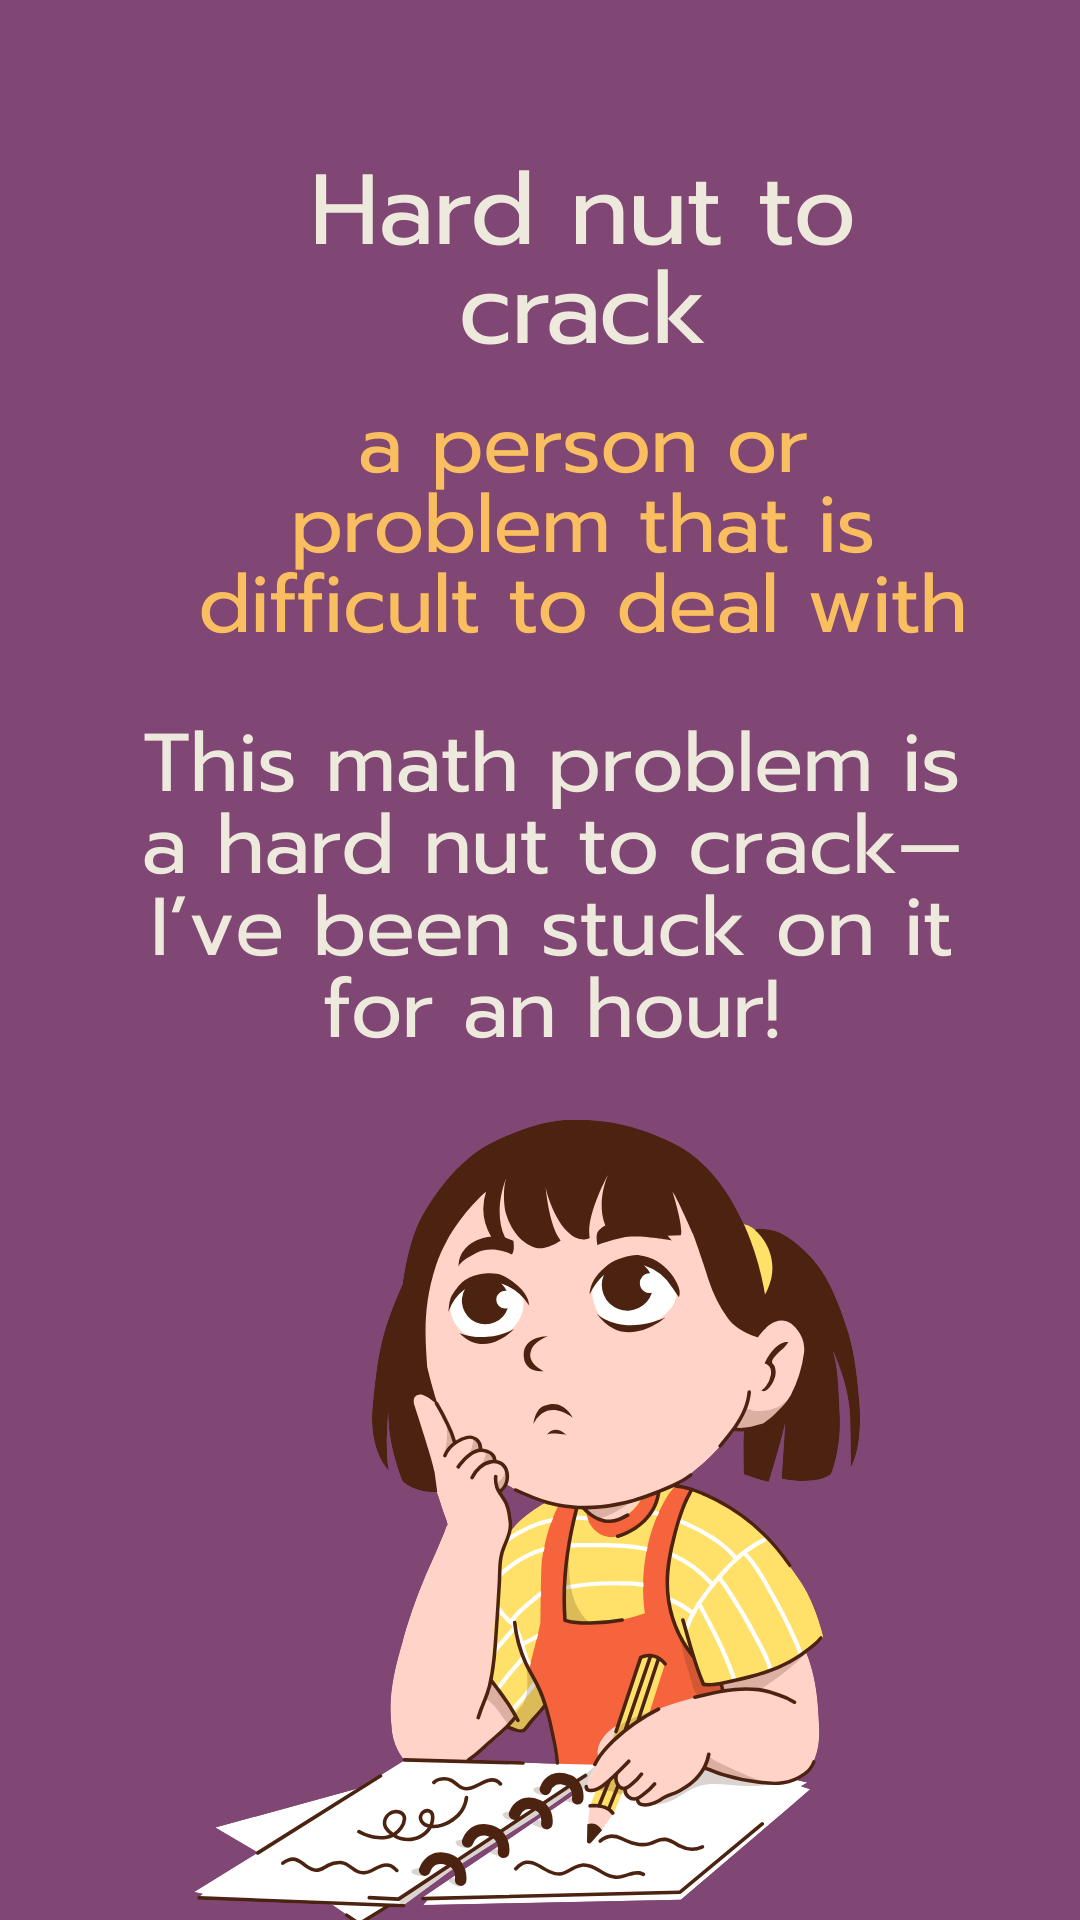 Hard nut to
crack
a person or
problem that is
difficult to deal with
This math problem is
a hard nut to crack—
I’ve been stuck on it
for an hour!